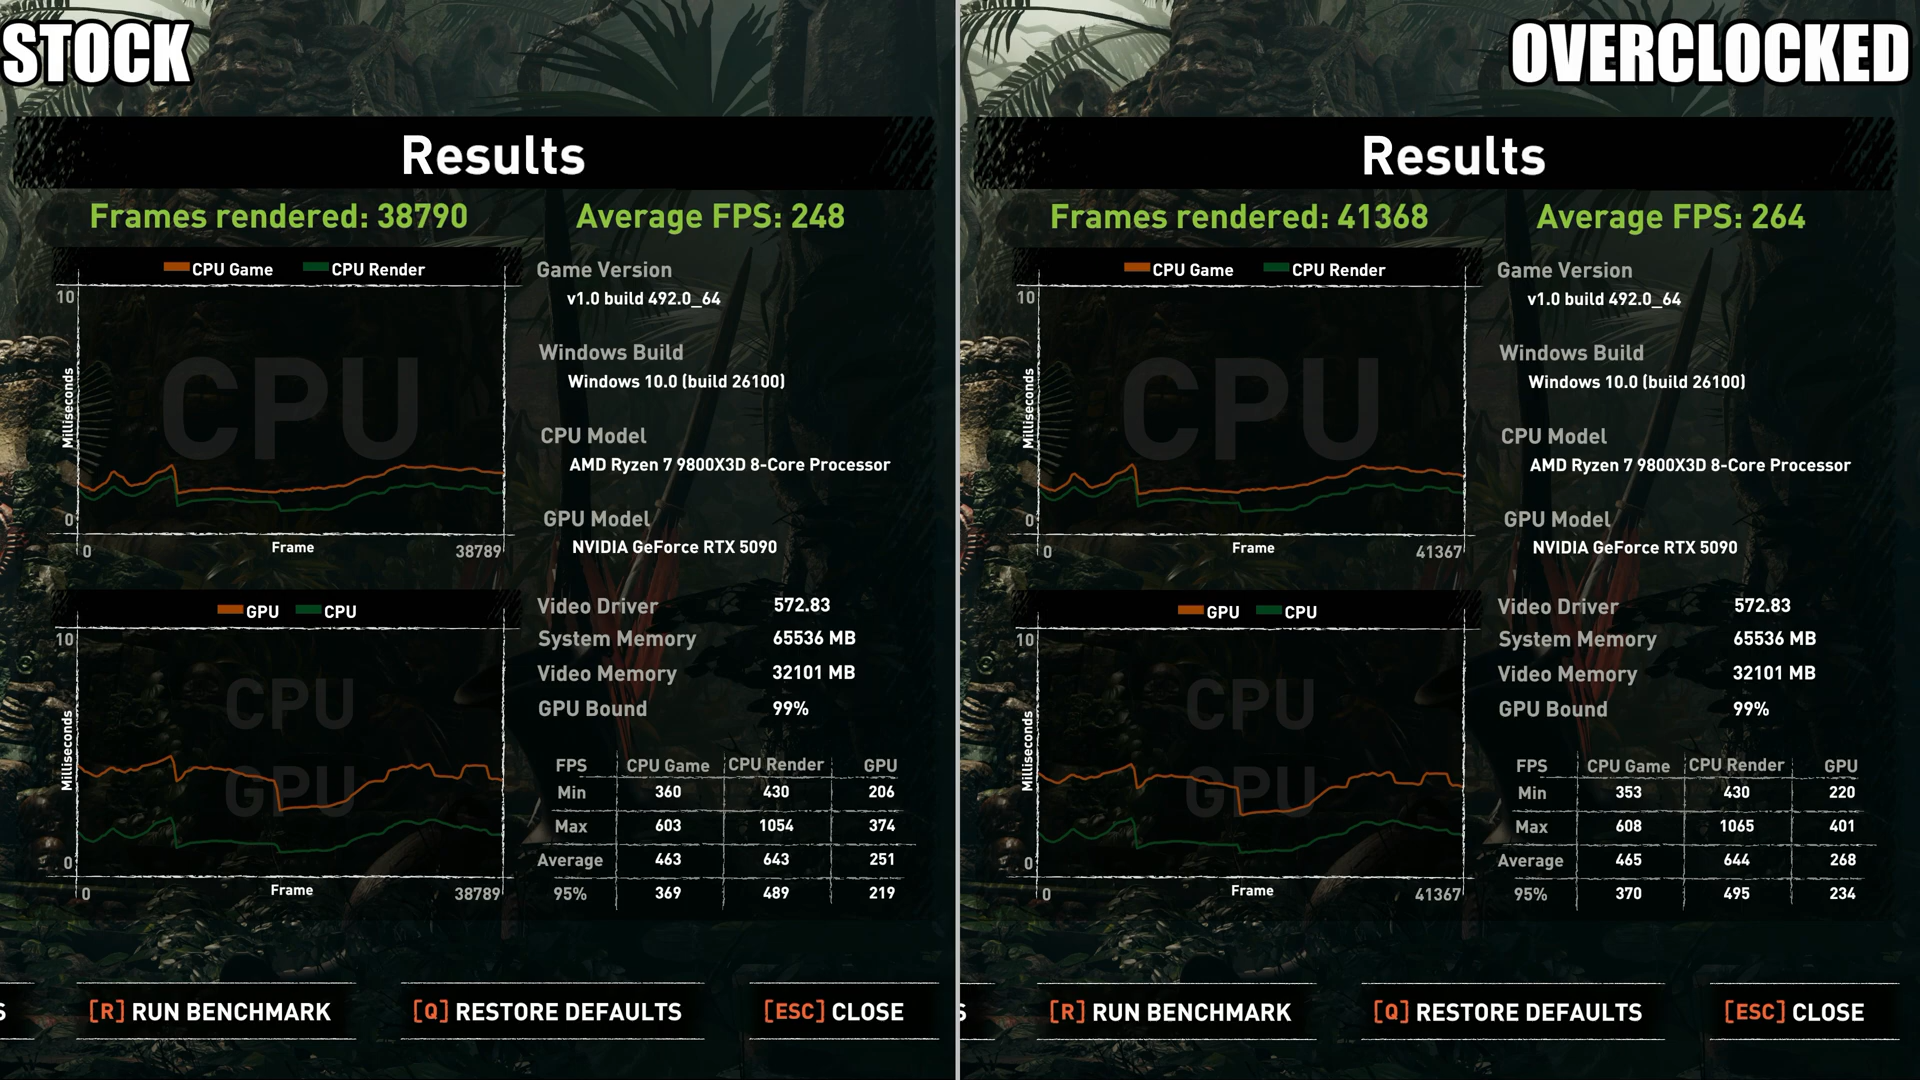 STOCK
Results
Frames rendered: 38790
Average FPS: 248
CPU Game CPU Render
10
CPU
Milliseconds
0
0 Frame 38789
GPU CPU
10
CPU
GPU
Milliseconds
0
0 Frame 38789
Game Version
v1.0 build 492.0_64
Windows Build
Windows 10.0 (build 26100)
CPU Model
AMD Ryzen 7 9800X3D 8-Core Processor
GPU Model
NVIDIA GeForce RTX 5090
Video Driver 572.83
System Memory 65536 MB
Video Memory 32101 MB
GPU Bound 99%
FPS CPU Game CPU Render GPU
Min 360 430 206
Max 603 1054 374
Average 463 643 251
95% 369 489 219
S [R] RUN BENCHMARK [Q] RESTORE DEFAULTS [ESC] CLOSE
OVERCLOCKED
Results
Frames rendered: 41368
Average FPS: 264
CPU Game CPU Render
10
CPU
Milliseconds
0
0 Frame 41367
GPU CPU
10
CPU
GPU
Milliseconds
0
0 Frame 41367
Game Version
v1.0 build 492.0_64
Windows Build
Windows 10.0 (build 26100)
CPU Model
AMD Ryzen 7 9800X3D 8-Core Processor
GPU Model
NVIDIA GeForce RTX 5090
Video Driver 572.83
System Memory 65536 MB
Video Memory 32101 MB
GPU Bound 99%
FPS CPU Game CPU Render GPU
Min 353 430 220
Max 608 1065 401
Average 465 644 268
95% 370 495 234
S [R] RUN BENCHMARK [Q] RESTORE DEFAULTS [ESC] CLOSE